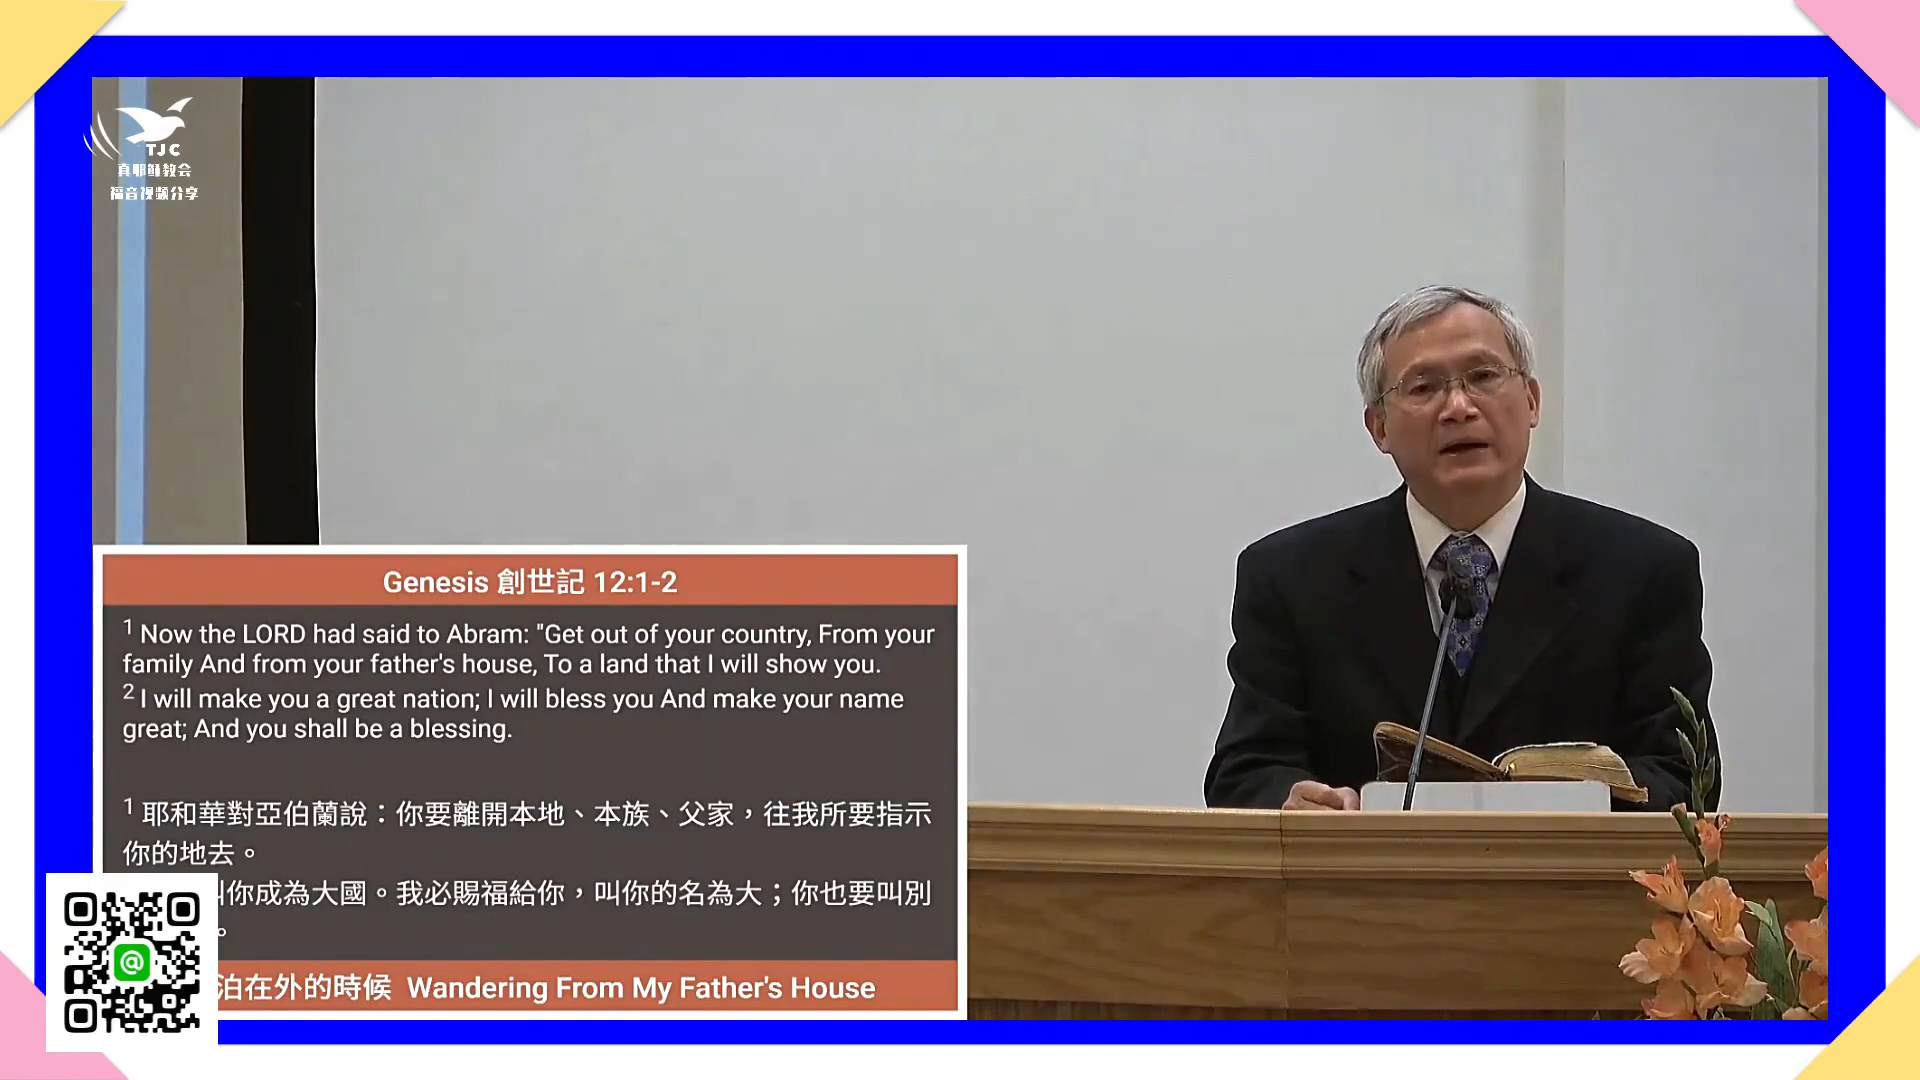 TJC
真耶穌教会
福音视频分享
Genesis 創世記 12:1-2
1 Now the LORD had said to Abram: "Get out of your country, From your
family And from your father's house, To a land that I will show you.
2 I will make you a great nation; I will bless you And make your name
great; And you shall be a blessing.
1 耶和華對亞伯蘭說：你要離開本地、本族、父家，往我所要指示
你的地去。
叫你成為大國。我必賜福給你，叫你的名為大；你也要叫別
。
泊在外的時候 Wandering From My Father's House
@